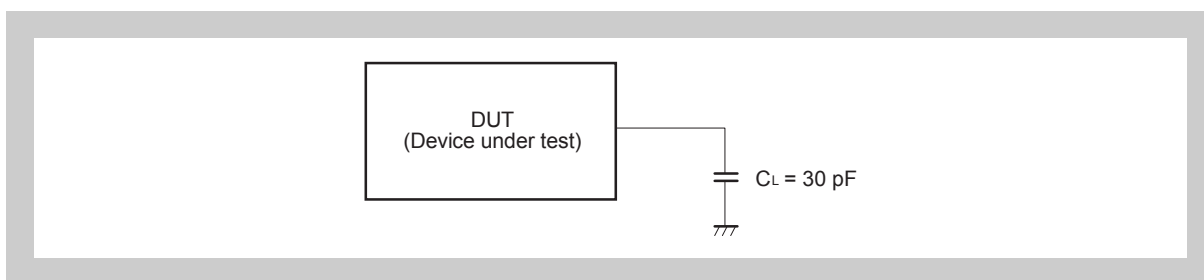 DUT
(Device under test)
CL = 30 pF